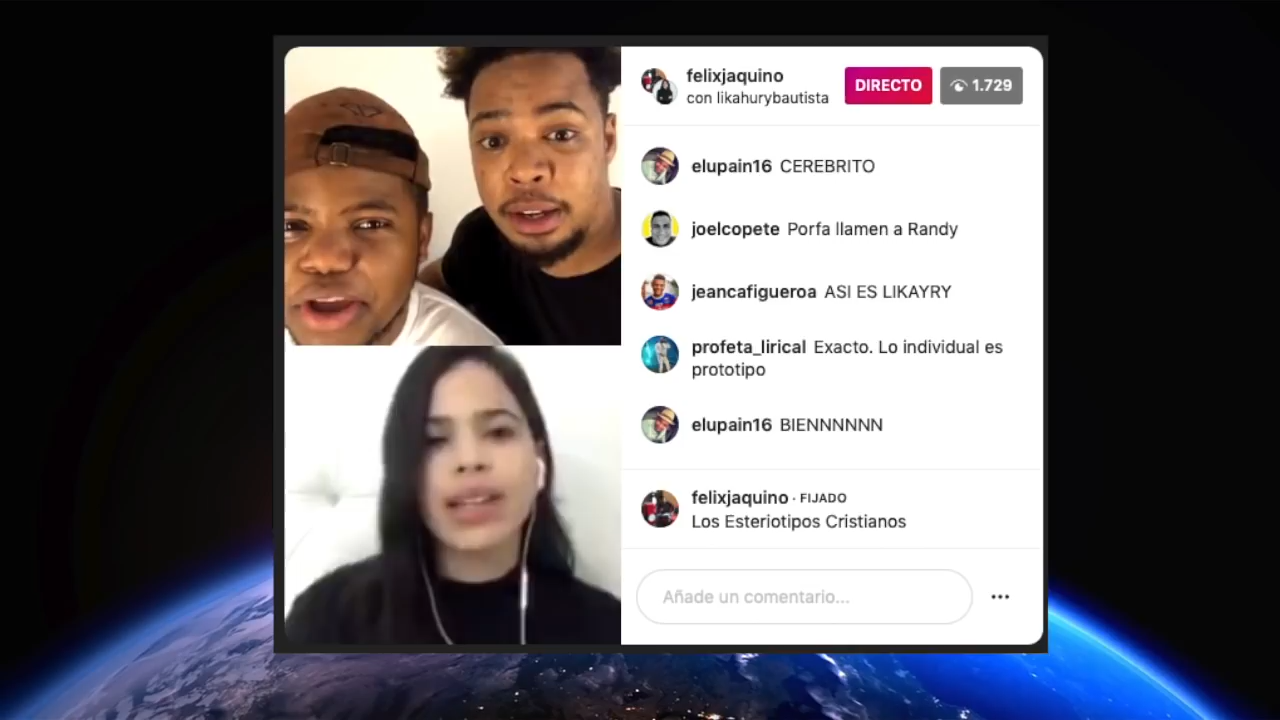 felixjaquino
con likahurybautista
DIRECTO
1.729
elupain16 CEREBRITO
joelcopete Porfa llamen a Randy
jeancafigueroa ASI ES LIKAYRY
profeta_lirical Exacto. Lo individual es
prototipo
elupain16 BIENNNNNN
felixjaquino · FIJADO
Los Esteriotipos Cristianos
Añade un comentario...